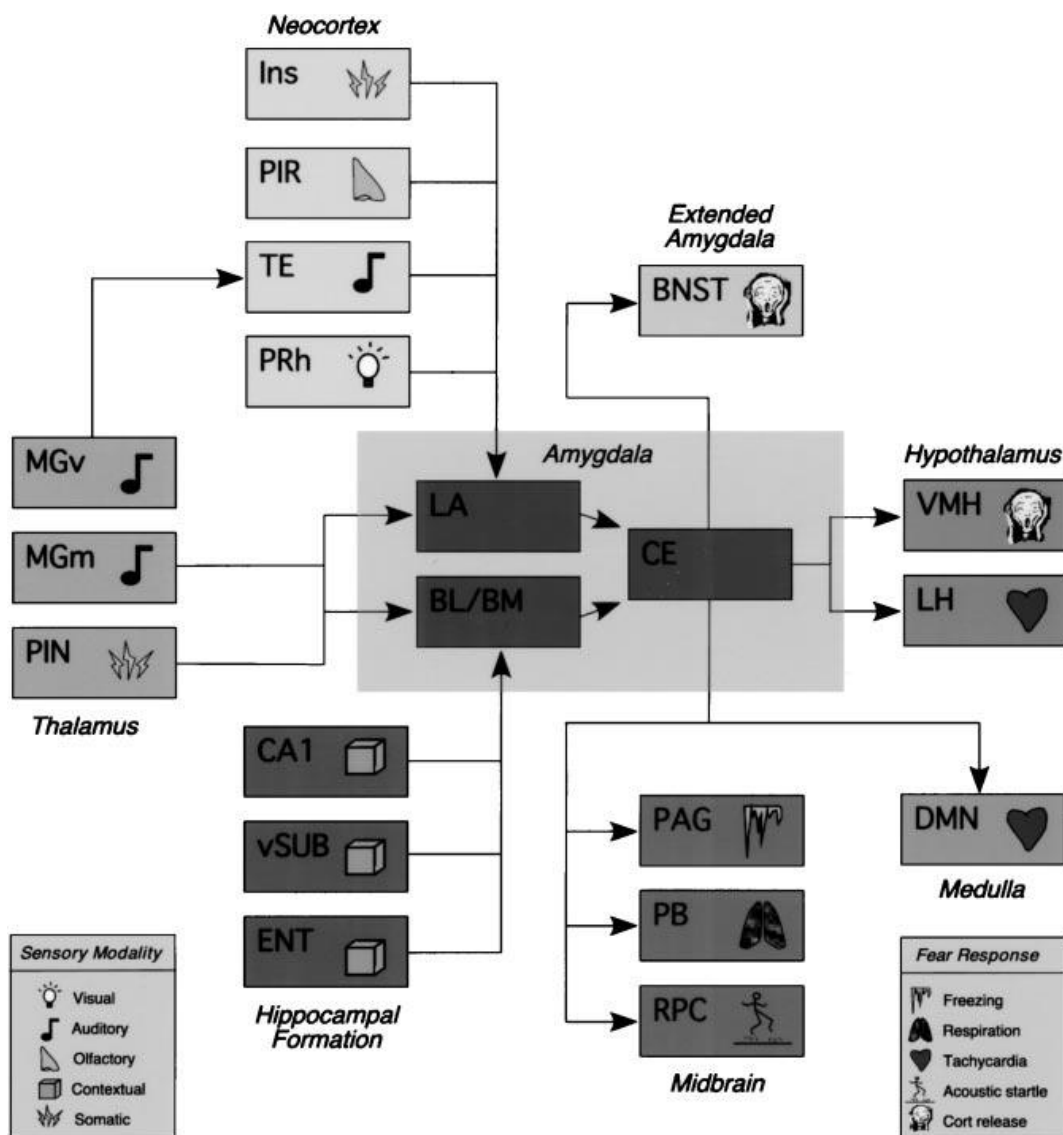 Neocortex
Ins
PIR
TE
PRh
Extended
Amygdala
BNST
MGv
MGm
PIN
Thalamus
Amygdala
LA
BL/BM
CE
Hypothalamus
VMH
LH
CA1
vSUB
ENT
Hippocampal
Formation
PAG
PB
RPC
Midbrain
DMN
Medulla
Sensory Modality
Visual
Auditory
Olfactory
Contextual
Somatic
Fear Response
Freezing
Respiration
Tachycardia
Acoustic startle
Cort release